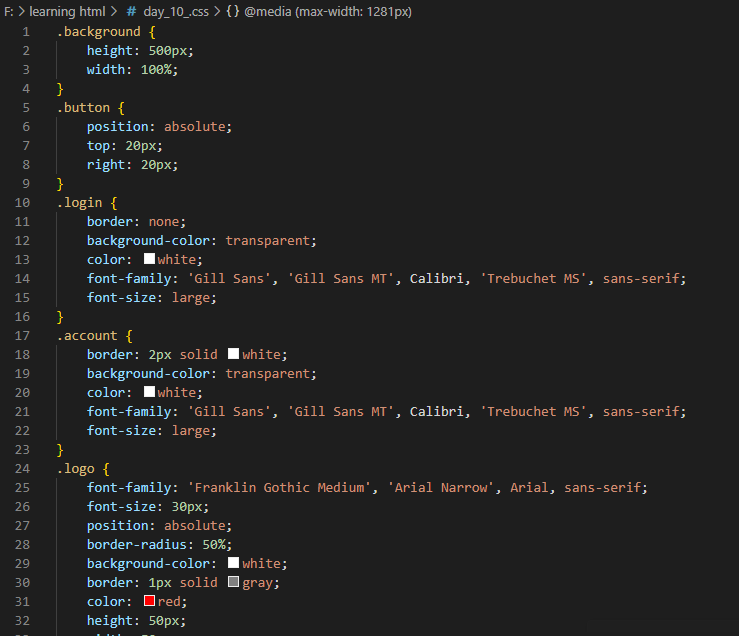 F: > learning html > # day_10_.css > {} @media (max-width: 1281px)
1 .background {
2 height: 500px;
3 width: 100%;
4 }
5 .button {
6 position: absolute;
7 top: 20px;
8 right: 20px;
9 }
10 .login {
11 border: none;
12 background-color: transparent;
13 color: white;
14 font-family: 'Gill Sans', 'Gill Sans MT', Calibri, 'Trebuchet MS', sans-serif;
15 font-size: large;
16 }
17 .account {
18 border: 2px solid white;
19 background-color: transparent;
20 color: white;
21 font-family: 'Gill Sans', 'Gill Sans MT', Calibri, 'Trebuchet MS', sans-serif;
22 font-size: large;
23 }
24 .logo {
25 font-family: 'Franklin Gothic Medium', 'Arial Narrow', Arial, sans-serif;
26 font-size: 30px;
27 position: absolute;
28 border-radius: 50%;
29 background-color: white;
30 border: 1px solid gray;
31 color: red;
32 height: 50px;